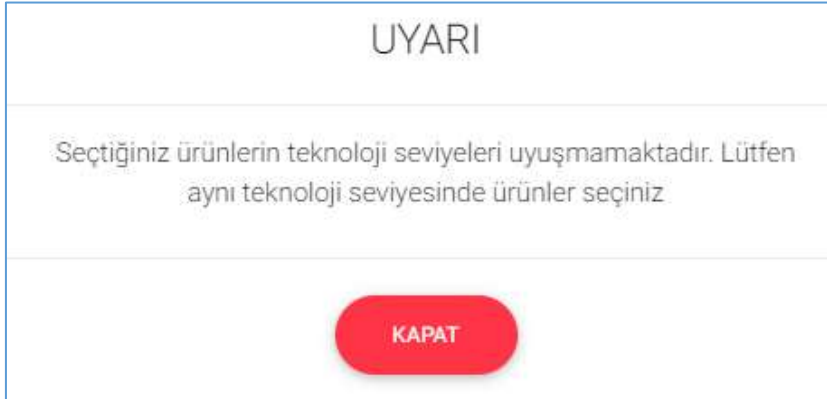 UYARI
Seçtiğiniz ürünlerin teknoloji seviyeleri uyuşmamaktadır. Lütfen
aynı teknoloji seviyesinde ürünler seçiniz
KAPAT